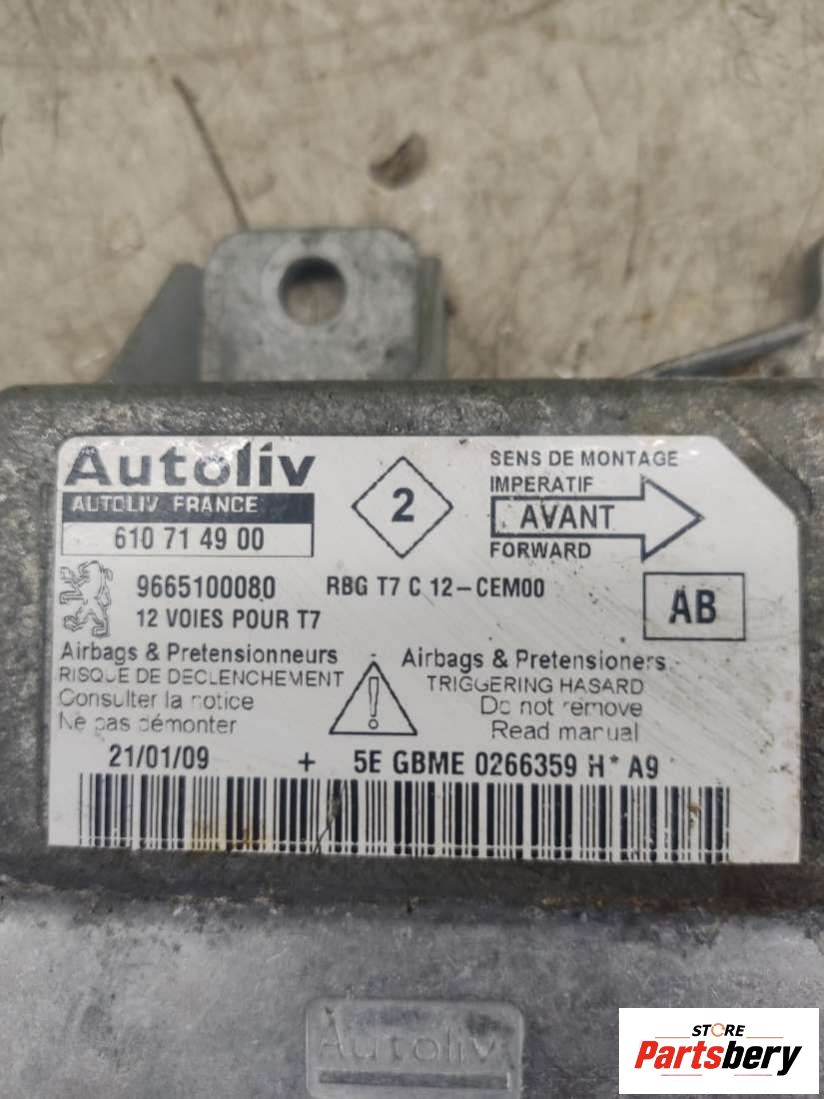 Autoliv
AUTOLIV FRANCE
610 71 49 00
2
SENS DE MONTAGE
IMPERATIF
AVANT
FORWARD
9665100080
RBG T7 C 12-CEM00
12 VOIES POUR T7
AB
Airbags & Pretensionneurs
RISQUE DE DECLENCHEMENT
Consulter la notice
Ne pas démonter
Airbags & Pretensioners
TRIGGERING HASARD
Do not remove
Read manual
21/01/09 + 5E GBME 0266359 H* A9
Autoliv
STORE
Partsbery